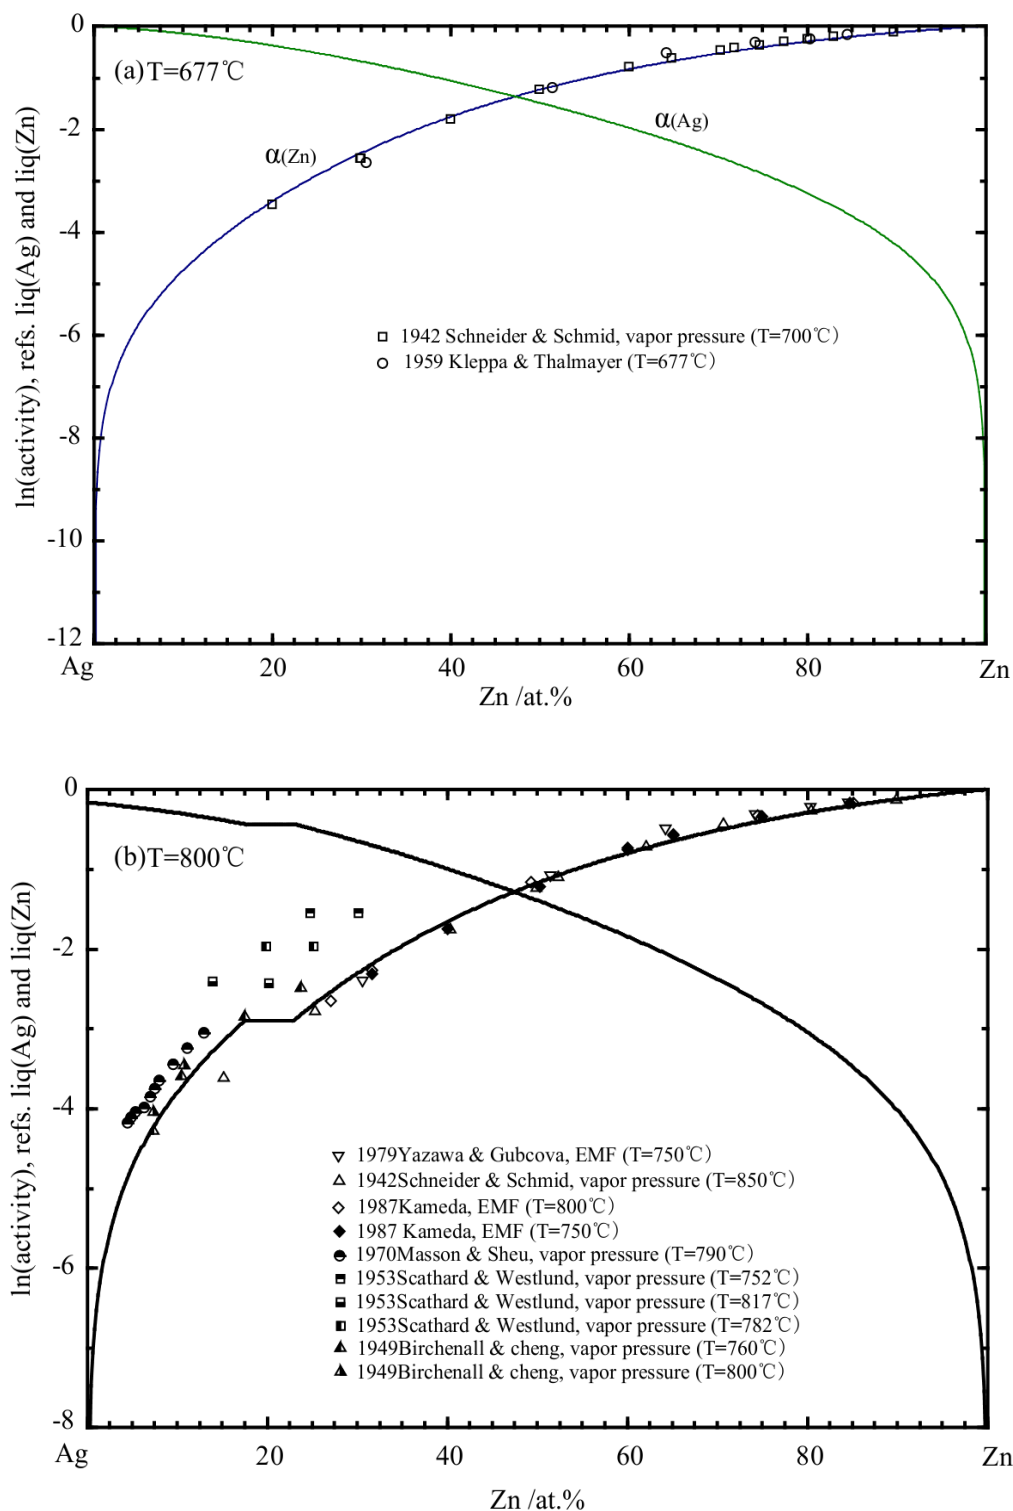 0
(a)T=677℃
α(Ag)
-2
α(Zn)
-4
-6
1942 Schneider & Schmid, vapor pressure (T=700℃)
1959 Kleppa & Thalmayer (T=677℃)
-8
-10
-12
ln(activity), refs. liq(Ag) and liq(Zn)
Ag 20 40 60 80 Zn
Zn /at.%
0
(b)T=800℃
-2
-4
1979Yazawa & Gubcova, EMF (T=750℃)
1942Schneider & Schmid, vapor pressure (T=850℃)
1987Kameda, EMF (T=800℃)
1987 Kameda, EMF (T=750℃)
1970Masson & Sheu, vapor pressure (T=790℃)
-6
1953Scathard & Westlund, vapor pressure (T=752℃)
1953Scathard & Westlund, vapor pressure (T=817℃)
1953Scathard & Westlund, vapor pressure (T=782℃)
1949Birchenall & cheng, vapor pressure (T=760℃)
1949Birchenall & cheng, vapor pressure (T=800℃)
-8
ln(activity), refs. liq(Ag) and liq(Zn)
Ag 20 40 60 80 Zn
Zn /at.%